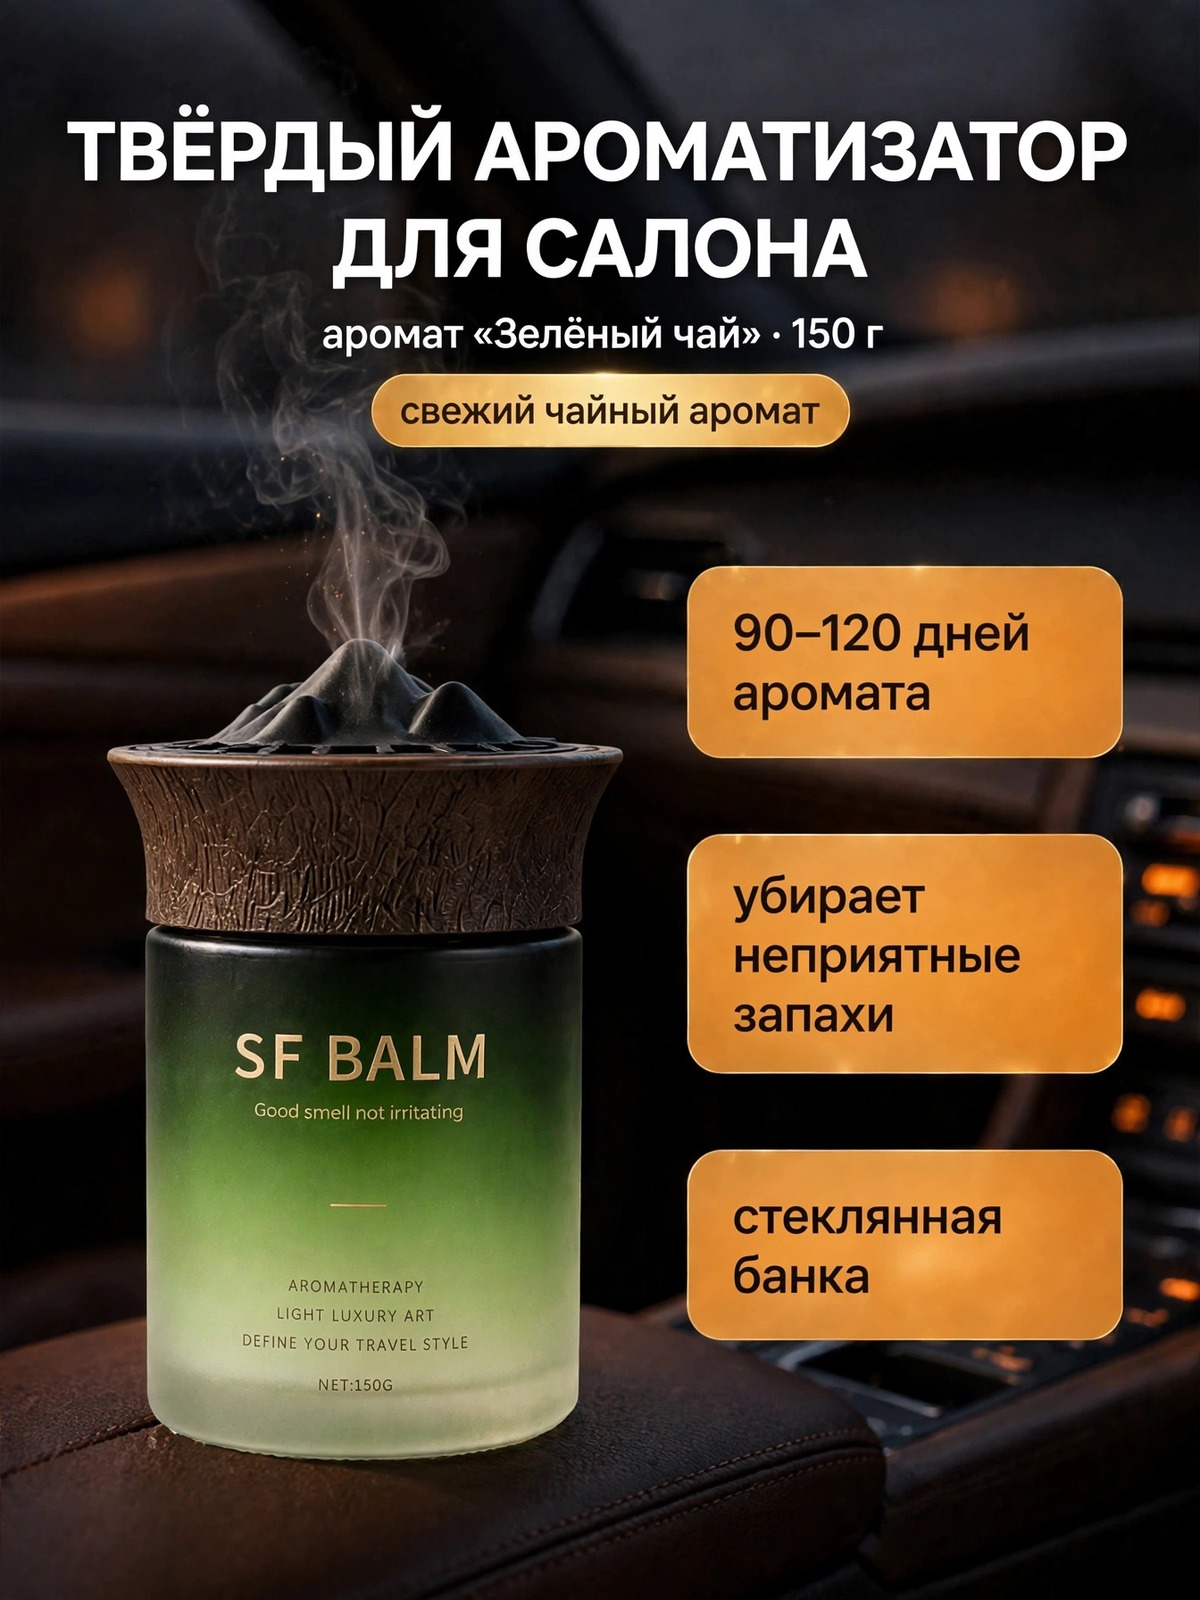 ТВЁРДЫЙ АРОМАТИЗАТОР
ДЛЯ САЛОНА
аромат «Зелёный чай» · 150 г
свежий чайный аромат
90–120 дней
аромата
убирает
неприятные
запахи
стеклянная
банка
SF BALM
Good smell not irritating
AROMATHERAPY
LIGHT LUXURY ART
DEFINE YOUR TRAVEL STYLE
NET:150G